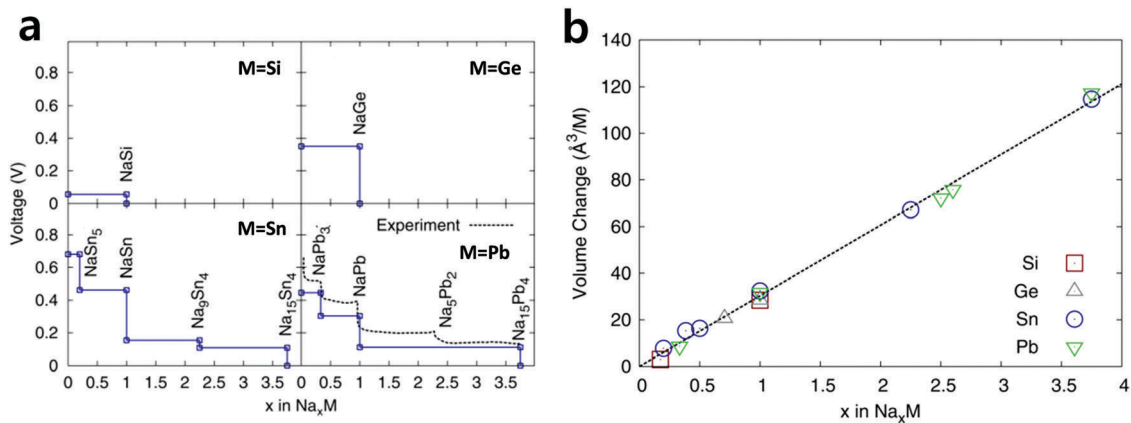 a
M=Si
M=Ge
NaSi
NaGe
0.8
0.6
0.4
0.2
0
Voltage (V)
M=Sn
Experiment
M=Pb
NaSn5
NaSn
Na9Sn4
Na15Sn4
NaPb3
NaPb
Na5Pb2
Na15Pb4
0.8
0.6
0.4
0.2
0
0 0.5 1 1.5 2 2.5 3 3.5
0 0.5 1 1.5 2 2.5 3 3.5
x in NaxM
b
140
120
100
80
60
40
20
0
Volume Change (Å3/M)
Si
Ge
Sn
Pb
0 0.5 1 1.5 2 2.5 3 3.5 4
x in NaxM